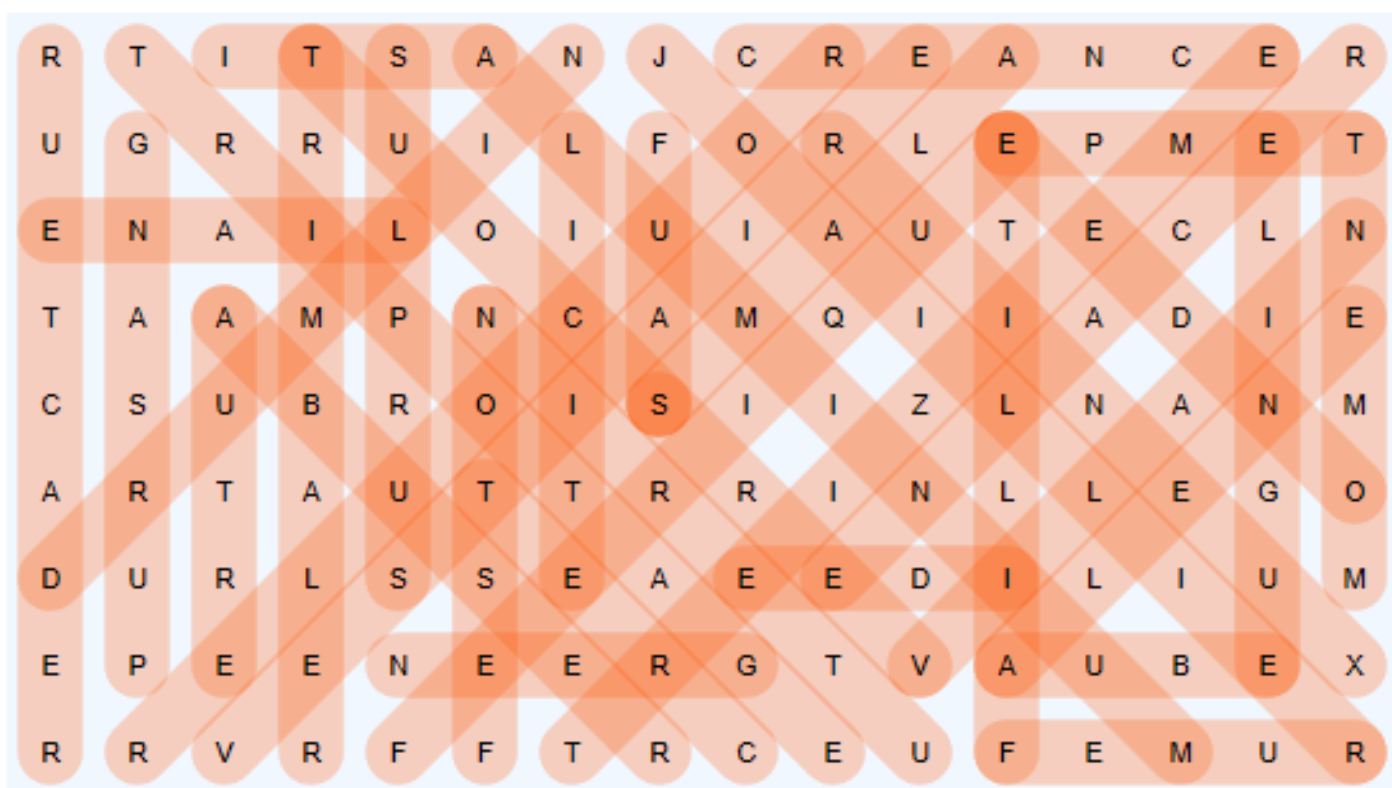 R T I T S A N J C R E A N C E R
U G R R U I L F O R L E P M E T
E N A I L O I U I A U T E C L N
T A A M P N C A M Q I I A D I E
C S U B R O I S I I Z L N A N M
A R T A U T T R R I N L L E G O
D U R L S S E A E E D I L I U M
E P E E N E E R G T V A U B E X
R R V R F F T R C E U F E M U R